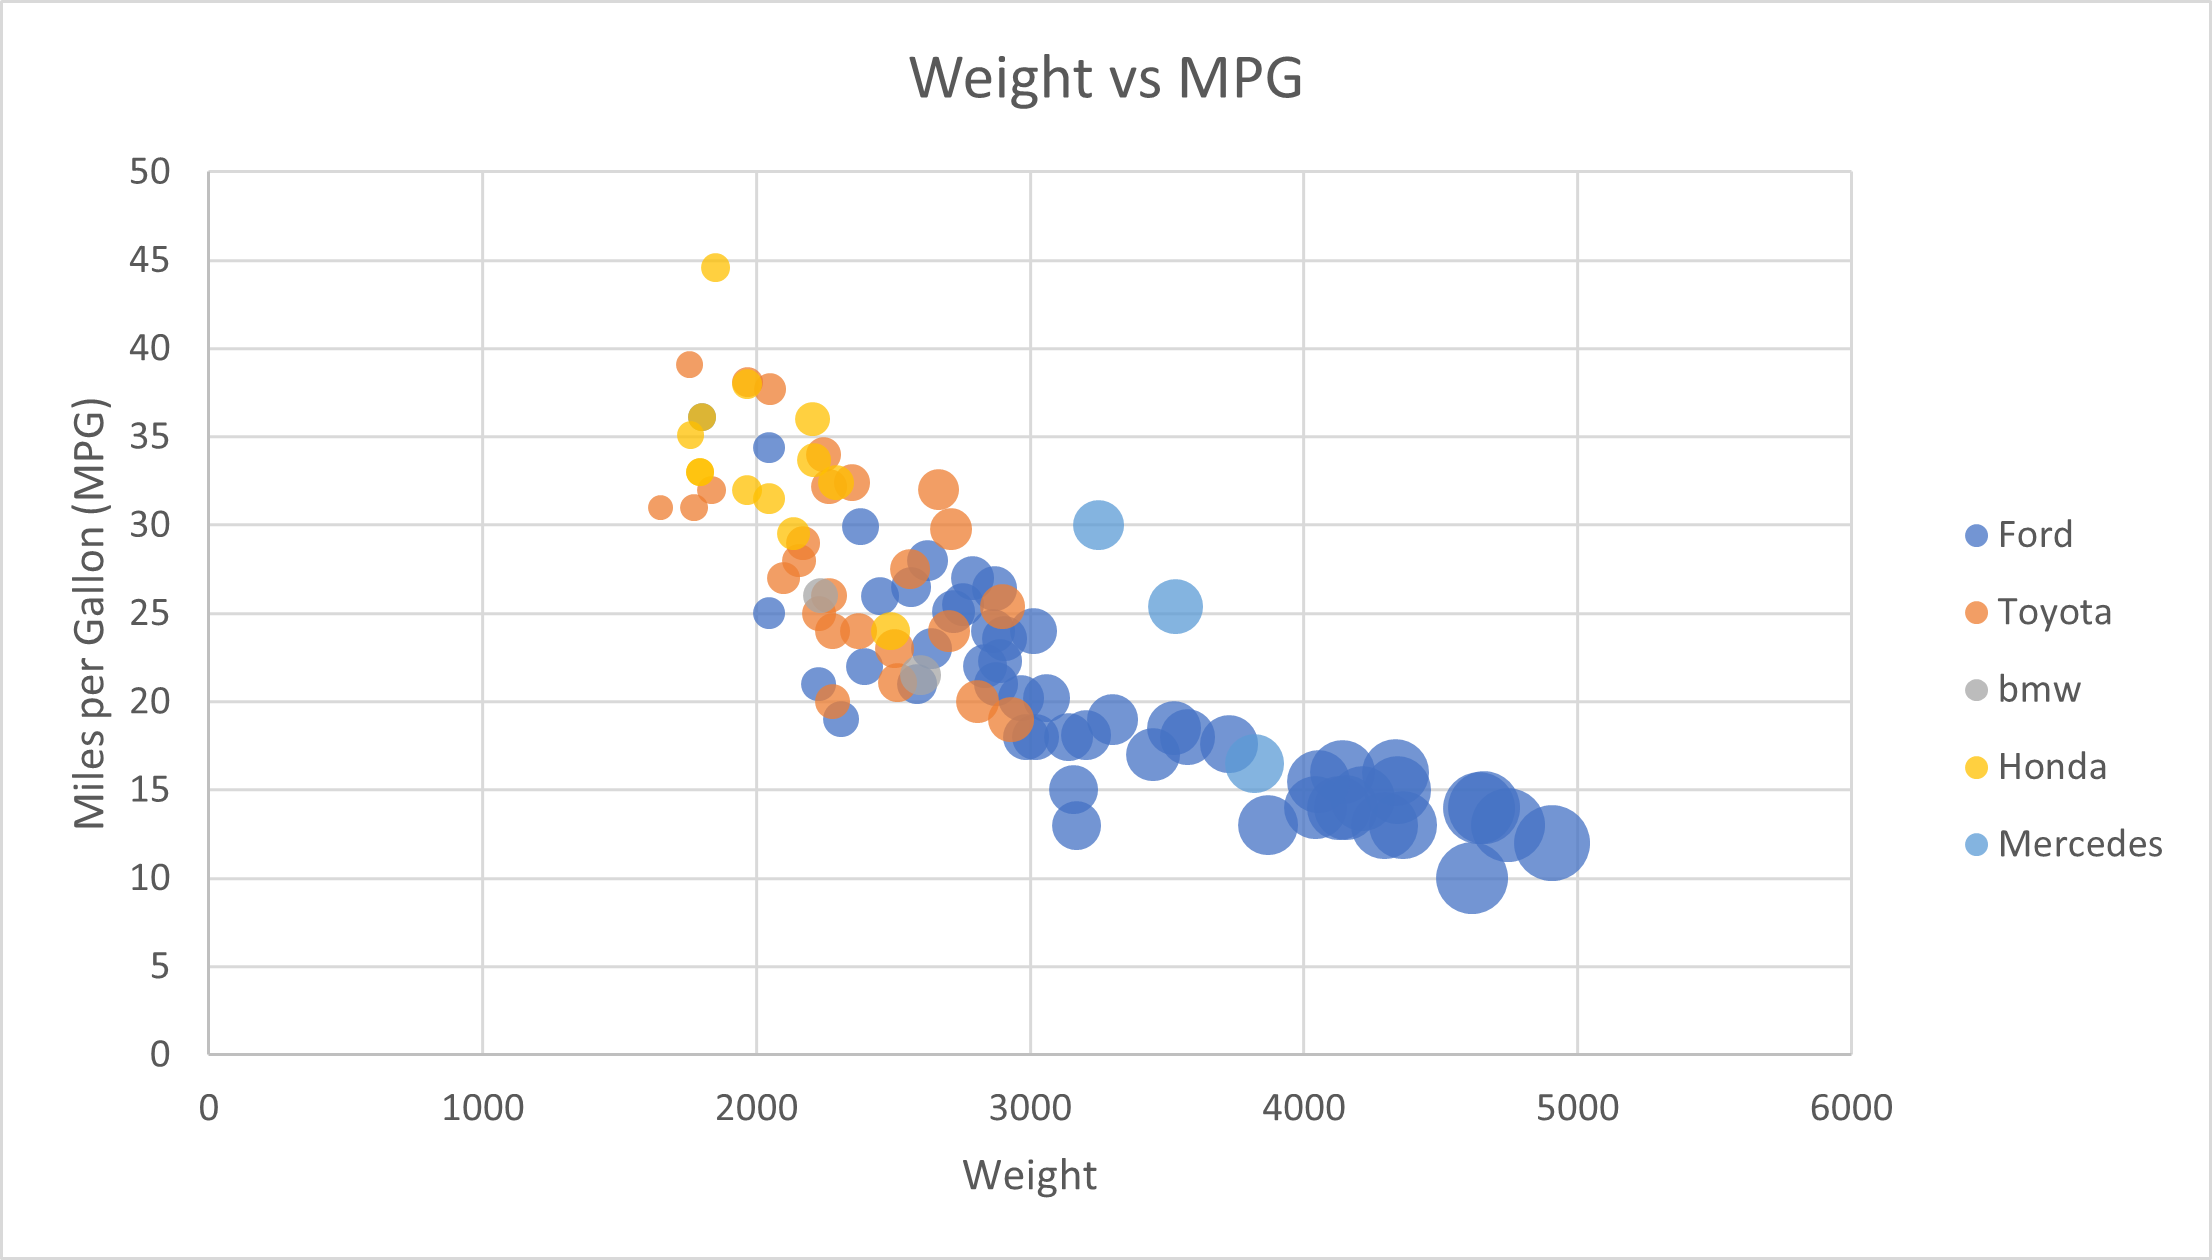 Weight vs MPG
50
45
40
35
30
25
20
15
10
5
0
Miles per Gallon (MPG)
0 1000 2000 3000 4000 5000 6000
Weight
Ford
Toyota
bmw
Honda
Mercedes